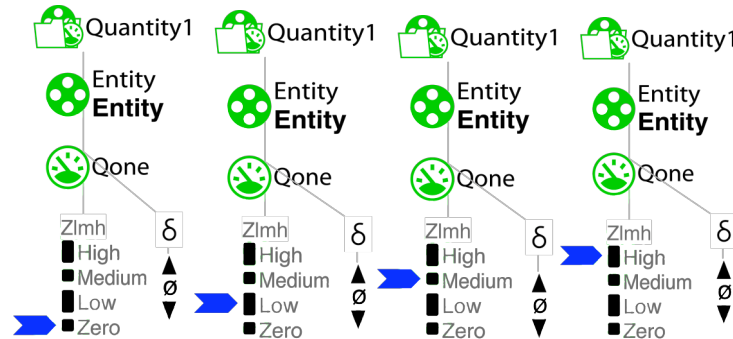 Quantity1
Entity
Entity
Qone
Zlmh
δ
High
Medium
ø
Low
Zero
Quantity1
Entity
Entity
Qone
Zlmh
δ
High
Medium
ø
Low
Zero
Quantity1
Entity
Entity
Qone
Zlmh
δ
High
Medium
ø
Low
Zero
Quantity1
Entity
Entity
Qone
Zlmh
δ
High
Medium
ø
Low
Zero